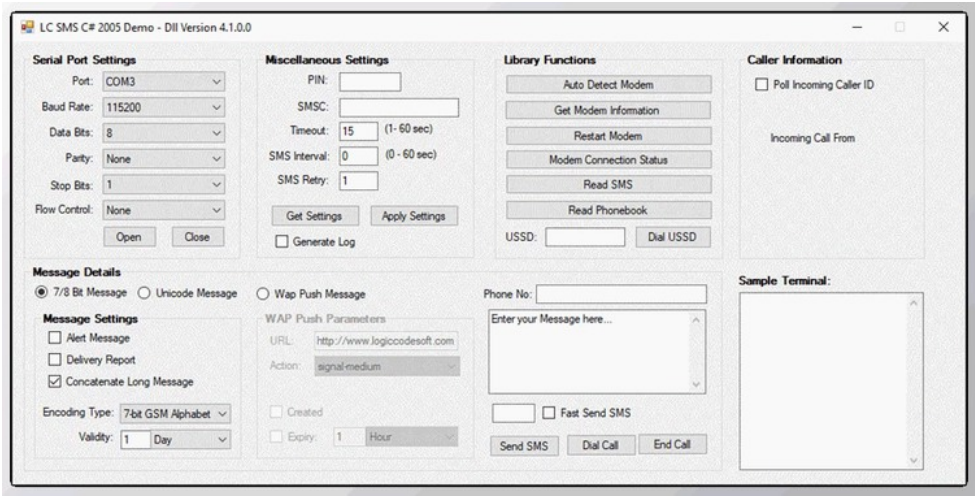 LC SMS C# 2005 Demo - Dll Version 4.1.0.0
Serial Port Settings
Port: COM3
Baud Rate: 115200
Data Bits: 8
Parity: None
Stop Bits: 1
Flow Control: None
Open Close
Miscellaneous Settings
PIN:
SMSC:
Timeout: 15 (1- 60 sec)
SMS Interval: 0 (0 - 60 sec)
SMS Retry: 1
Get Settings Apply Settings
Generate Log
Library Functions
Auto Detect Modem
Get Modem Information
Restart Modem
Modem Connection Status
Read SMS
Read Phonebook
USSD: Dial USSD
Caller Information
Poll Incoming Caller ID
Incoming Call From
Message Details
7/8 Bit Message Unicode Message Wap Push Message
Message Settings
Alert Message
Delivery Report
Concatenate Long Message
Encoding Type: 7-bit GSM Alphabet
Validity: 1 Day
WAP Push Parameters
URL: http://www.logiccodesoft.com
Action: signal-medium
Created
Expiry: 1 Hour
Phone No:
Enter your Message here...
Fast Send SMS
Send SMS Dial Call End Call
Sample Terminal: